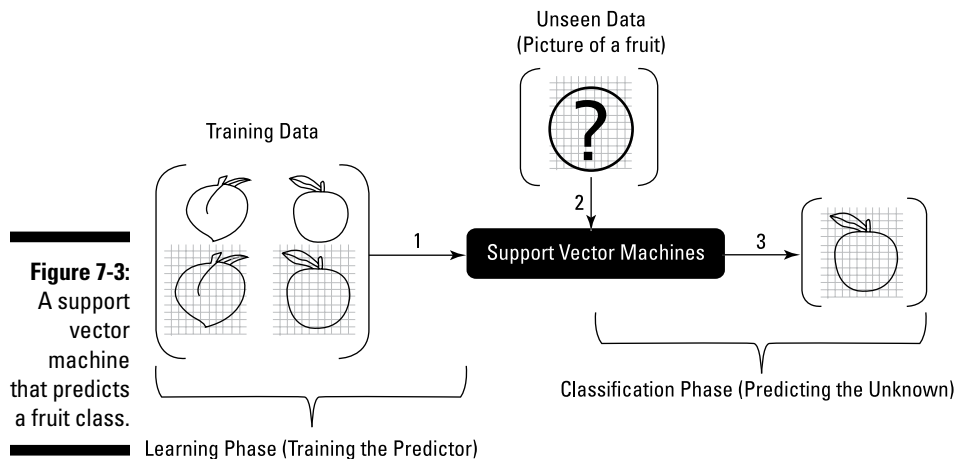 Unseen Data
(Picture of a fruit)
?
Training Data
1
2
Support Vector Machines
3
Figure 7-3:
A support
vector
machine
that predicts
a fruit class.
Classification Phase (Predicting the Unknown)
Learning Phase (Training the Predictor)